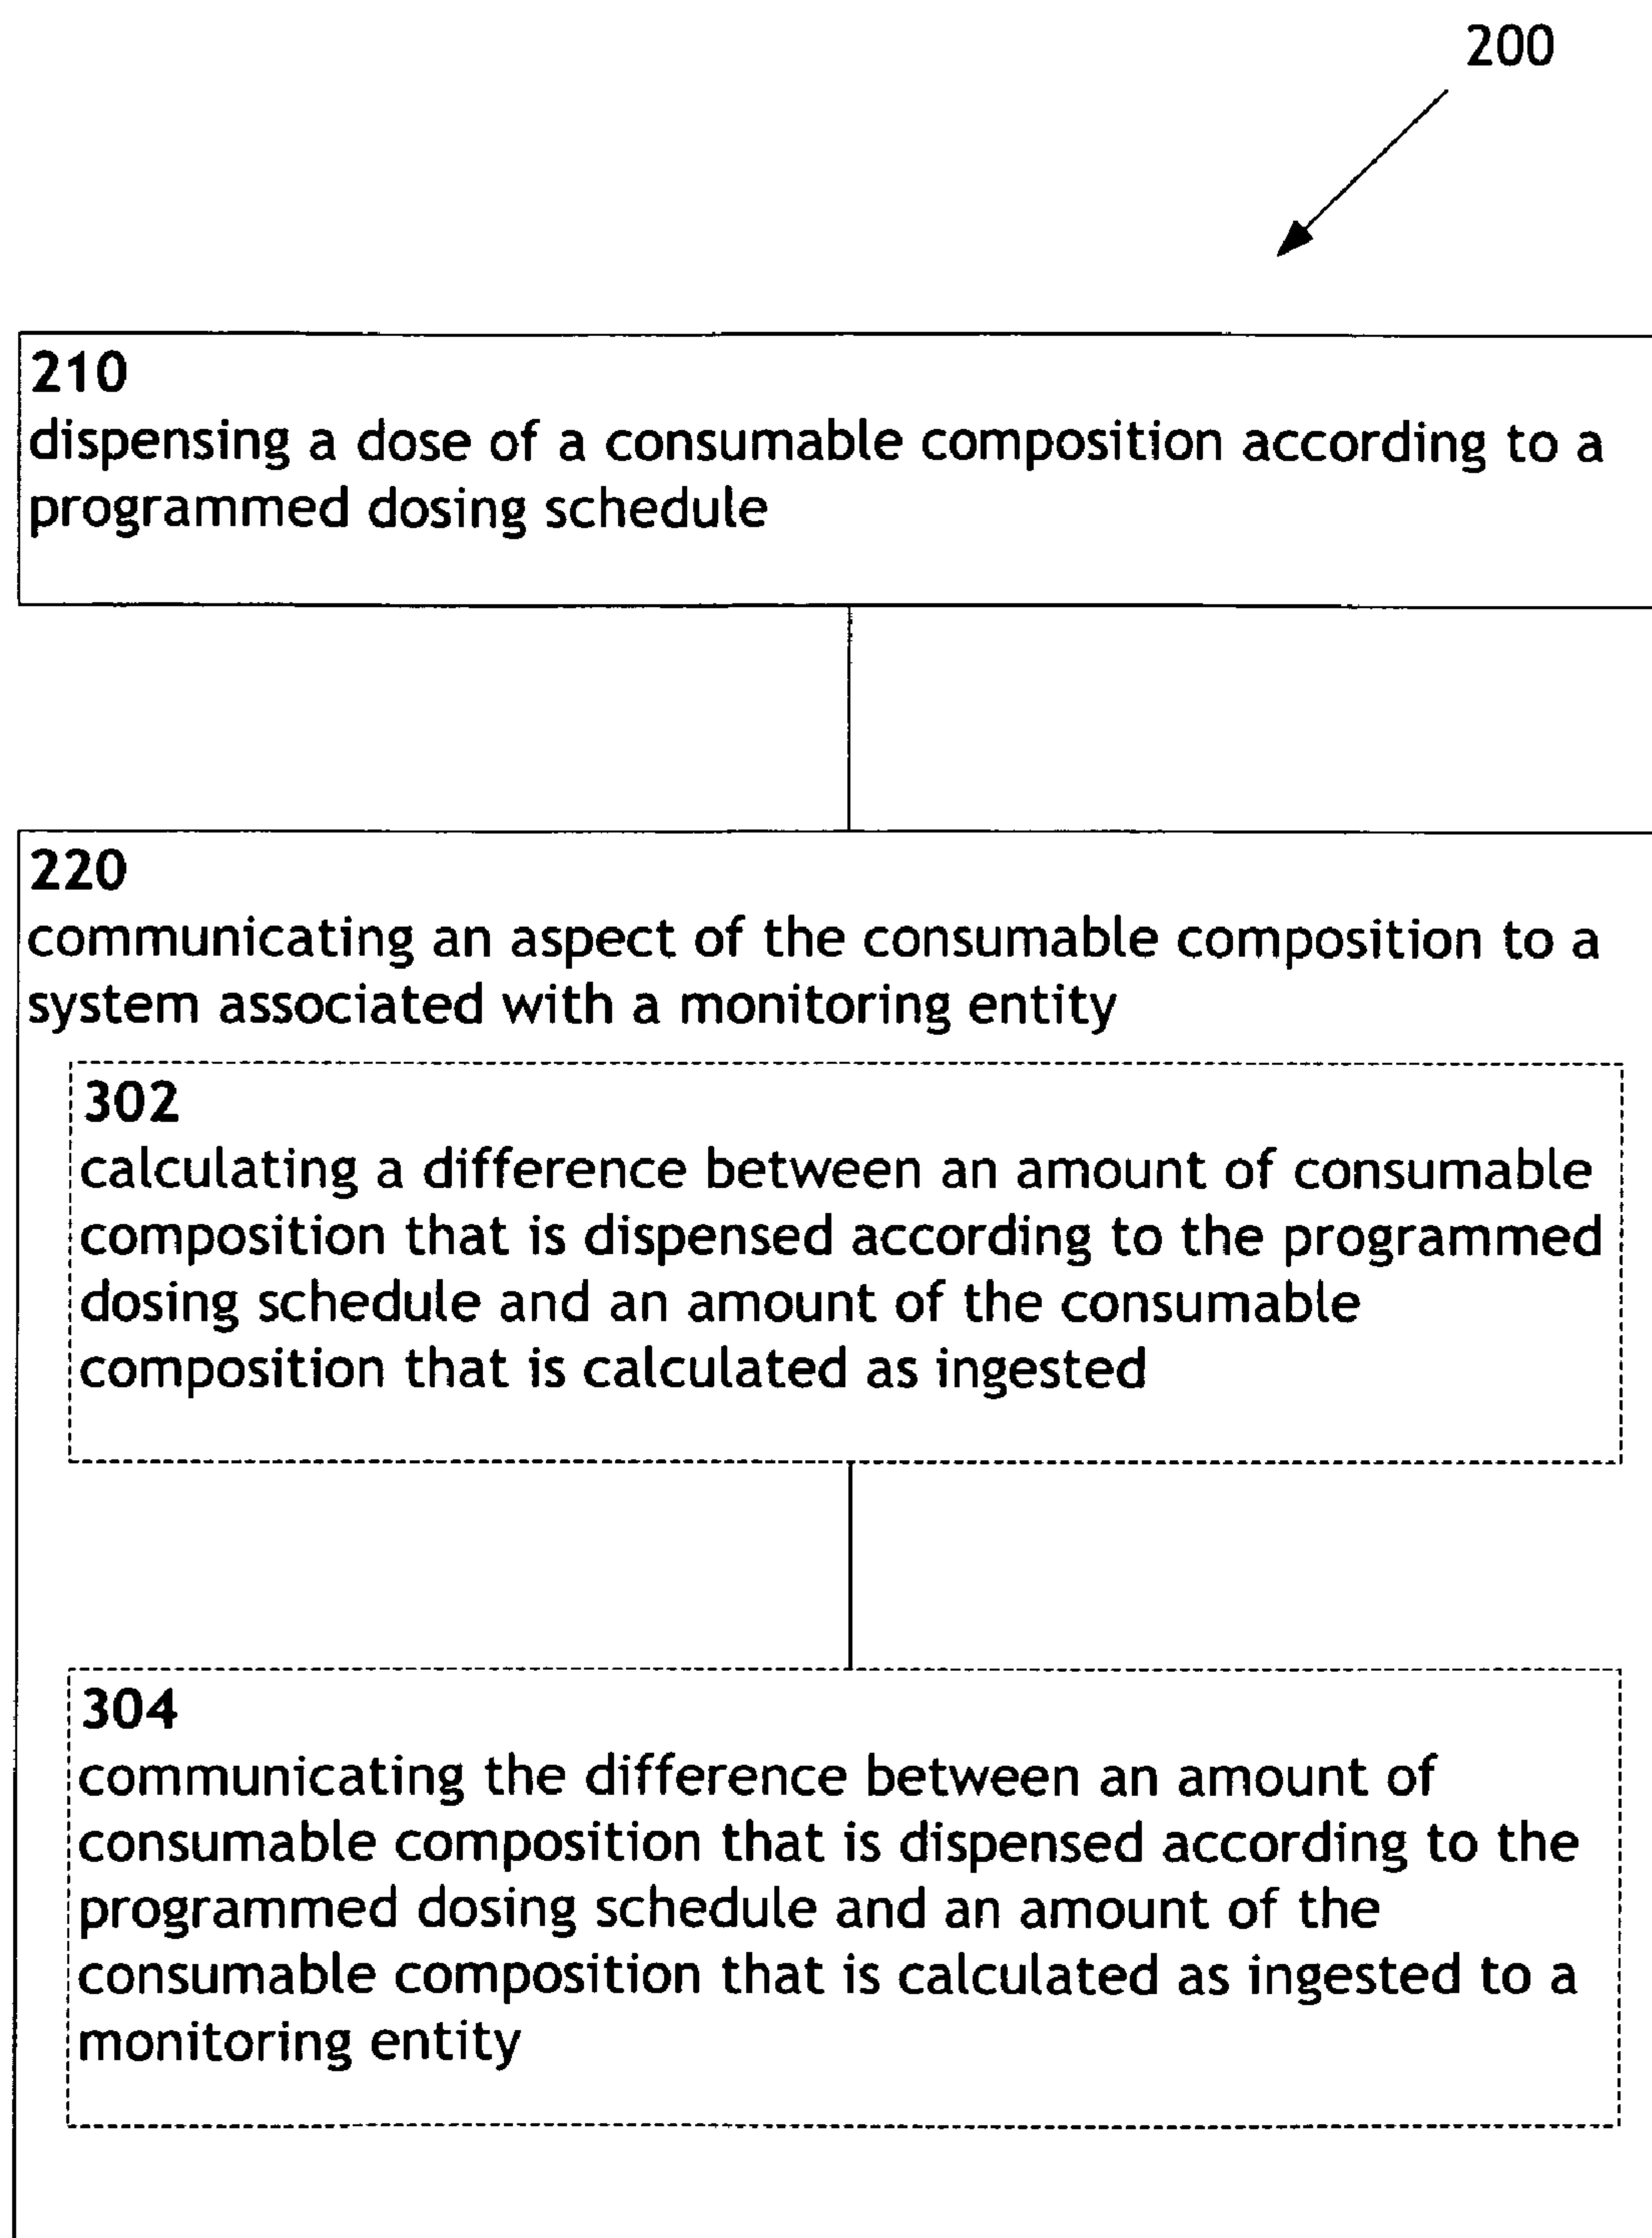 200
210
dispensing a dose of a consumable composition according to a
programmed dosing schedule
220
communicating an aspect of the consumable composition to a
system associated with a monitoring entity
302
calculating a difference between an amount of consumable
composition that is dispensed according to the programmed
dosing schedule and an amount of the consumable
composition that is calculated as ingested
304
communicating the difference between an amount of
consumable composition that is dispensed according to the
programmed dosing schedule and an amount of the
consumable composition that is calculated as ingested to a
monitoring entity